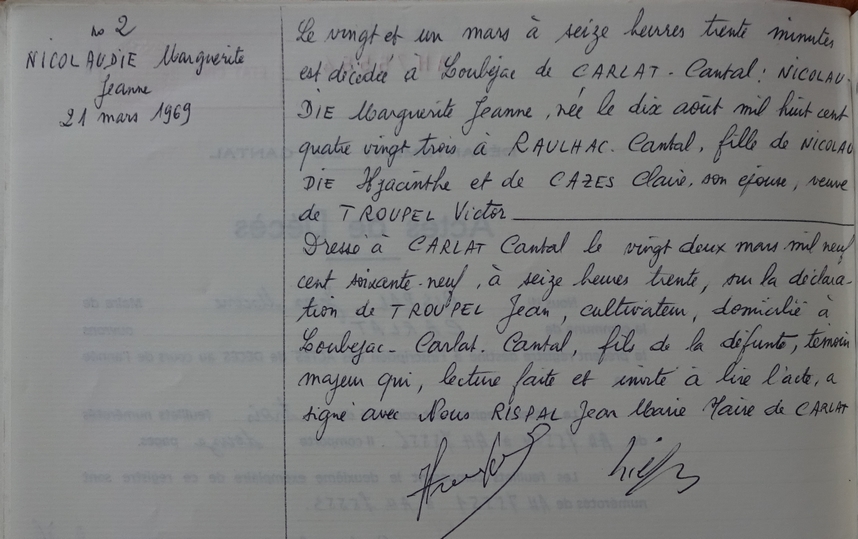 no 2
NICOLAUDIE Marguerite
Jeanne
21 mars 1969
Le vingt et un mars à seize heures trente minutes
est décédée à Loubéjac de CARLAT - Cantal : NICOLAU-
DIE Marguerite Jeanne, née le dix août mil huit cent
quatre vingt trois à RAULHAC. Cantal, fille de NICOLAU
DIE Hyacinthe et de CAZES Claire, son épouse, veuve
de TROUPEL Victor
Dressé à CARLAT Cantal le vingt deux mars mil neuf
cent soixante-neuf, à seize heures trente, sur la déclara-
tion de TROUPEL Jean, cultivateur, domicilié à
Loubejac - Carlat. Cantal, fils de la défunte, témoin
majeur qui, lecture faite et invité à lire l'acte, a
signé avec Nous RISPAL Jean Marie Maire de CARLAT
Actes de Décès